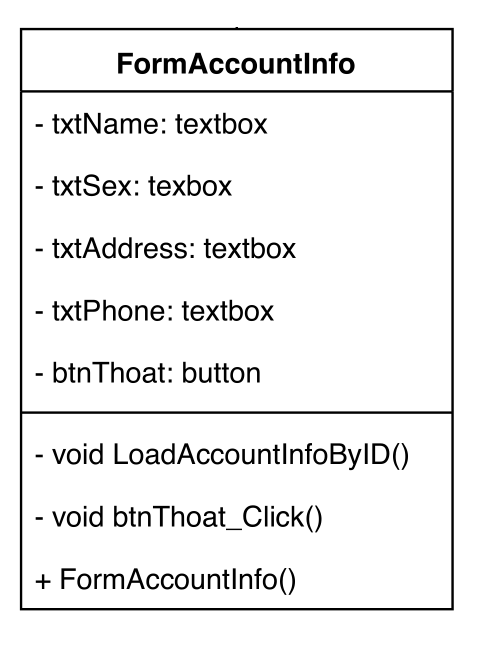 FormAccountInfo
- txtName: textbox
- txtSex: texbox
- txtAddress: textbox
- txtPhone: textbox
- btnThoat: button
- void LoadAccountInfoByID()
- void btnThoat_Click()
+ FormAccountInfo()